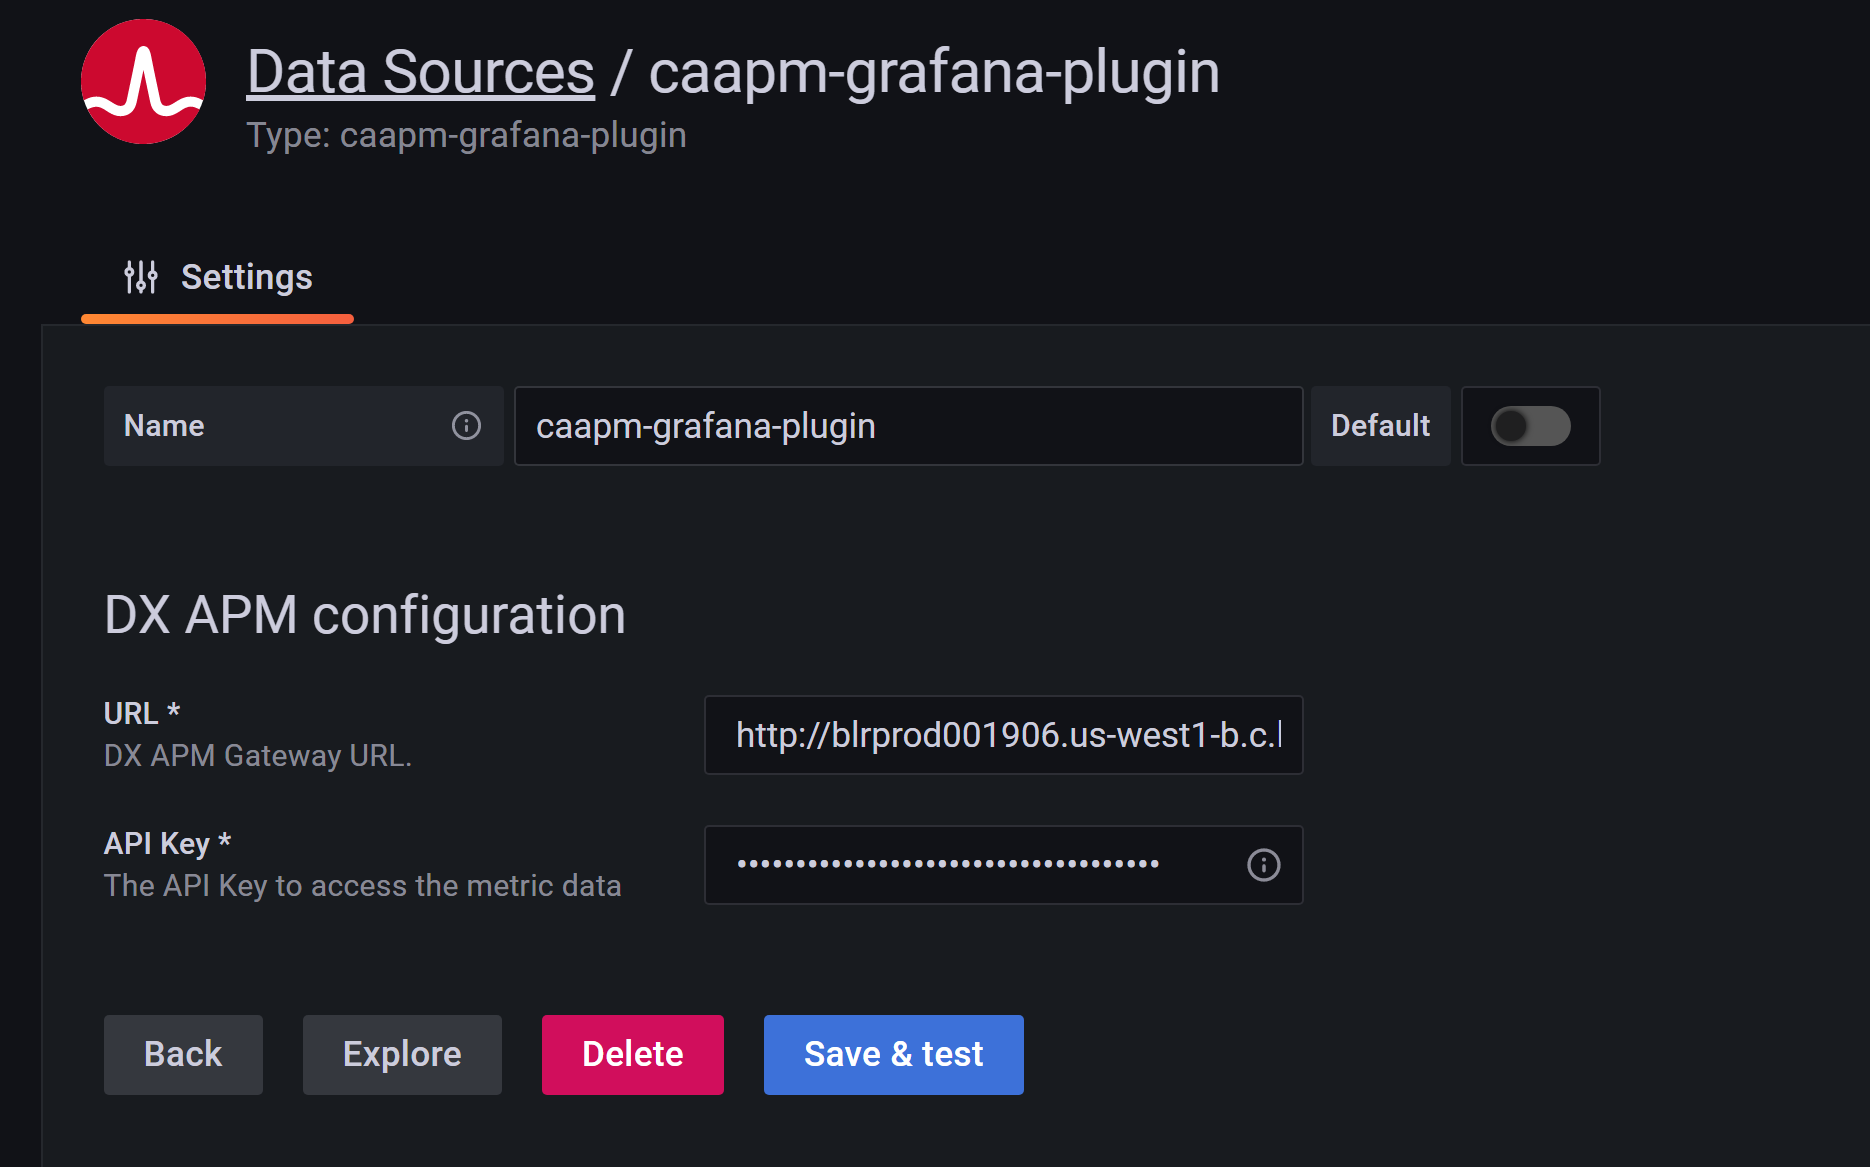 Data Sources / caapm-grafana-plugin
Type: caapm-grafana-plugin
Settings
Name
caapm-grafana-plugin
Default
DX APM configuration
URL *
DX APM Gateway URL.
http://blrprod001906.us-west1-b.c.
API Key *
The API Key to access the metric data
••••••••••••••••••••••••••••••••••••
Back
Explore
Delete
Save & test